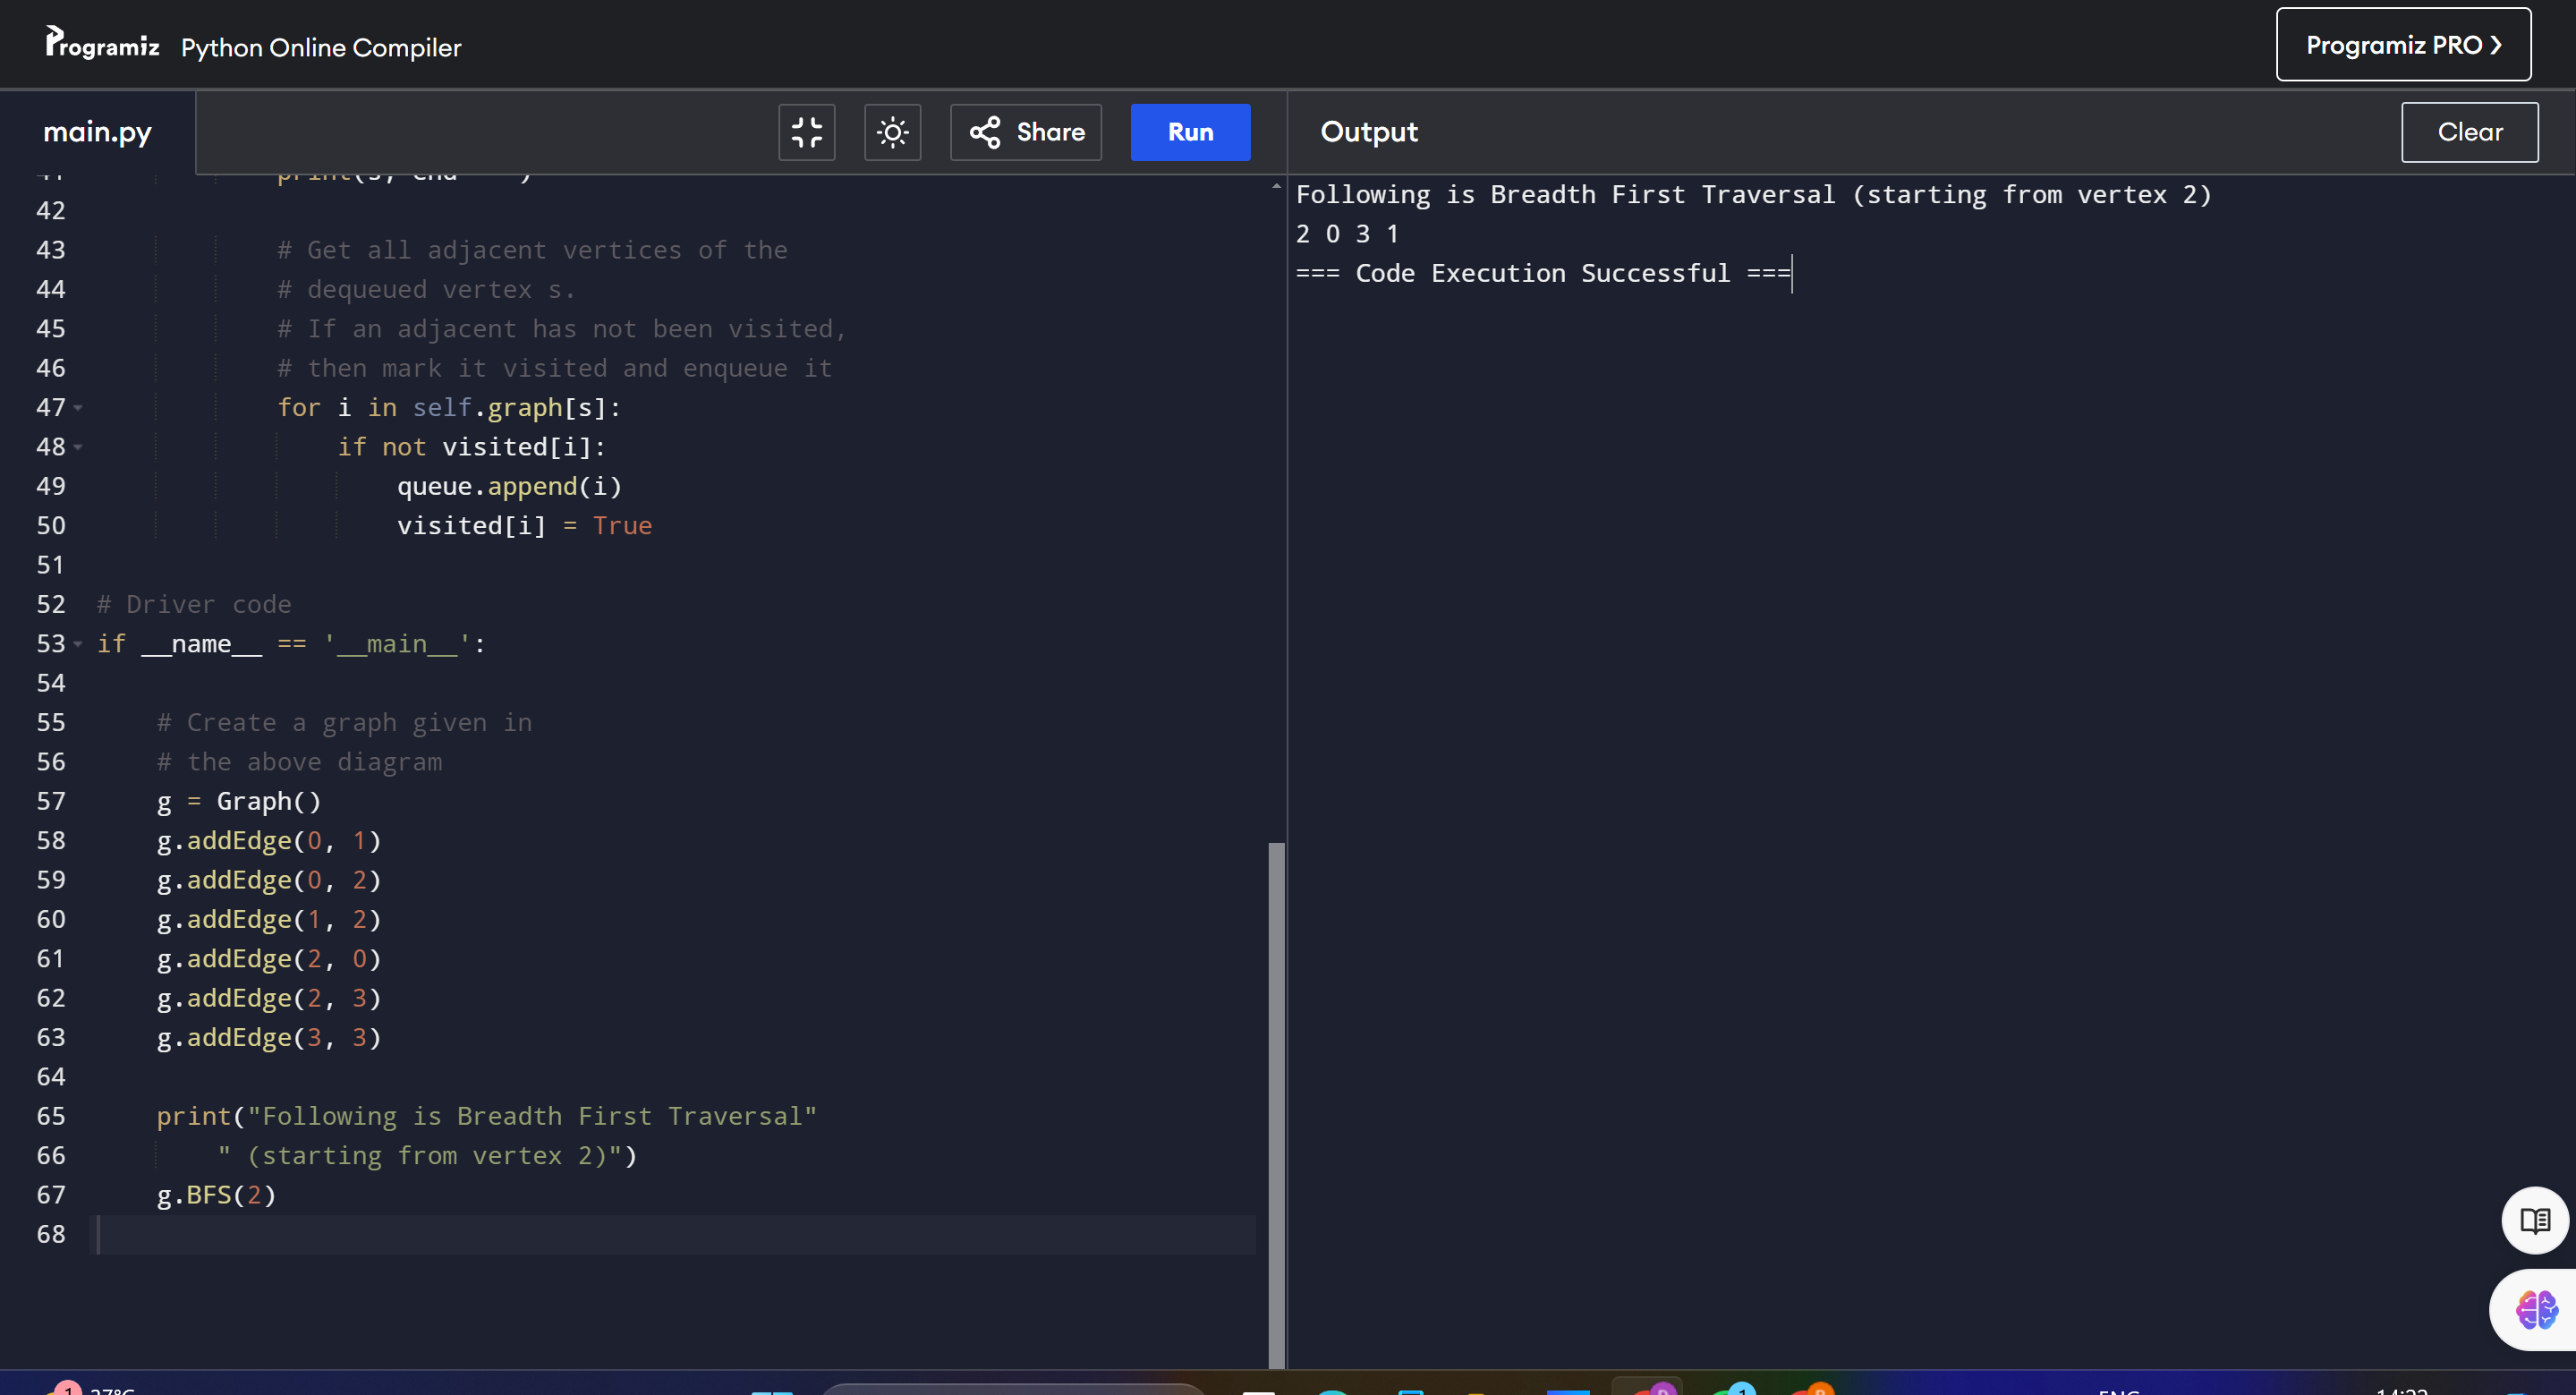 Programiz Python Online Compiler
Programiz PRO
main.py
Share
Run
Output
Clear
42
43 # Get all adjacent vertices of the
44 # dequeued vertex s.
45 # If an adjacent has not been visited,
46 # then mark it visited and enqueue it
47 for i in self.graph[s]:
48 if not visited[i]:
49 queue.append(i)
50 visited[i] = True
51
52 # Driver code
53 if __name__ == '__main__':
54
55 # Create a graph given in
56 # the above diagram
57 g = Graph()
58 g.addEdge(0, 1)
59 g.addEdge(0, 2)
60 g.addEdge(1, 2)
61 g.addEdge(2, 0)
62 g.addEdge(2, 3)
63 g.addEdge(3, 3)
64
65 print("Following is Breadth First Traversal"
66 " (starting from vertex 2)")
67 g.BFS(2)
68
Following is Breadth First Traversal (starting from vertex 2)
2 0 3 1
=== Code Execution Successful ===